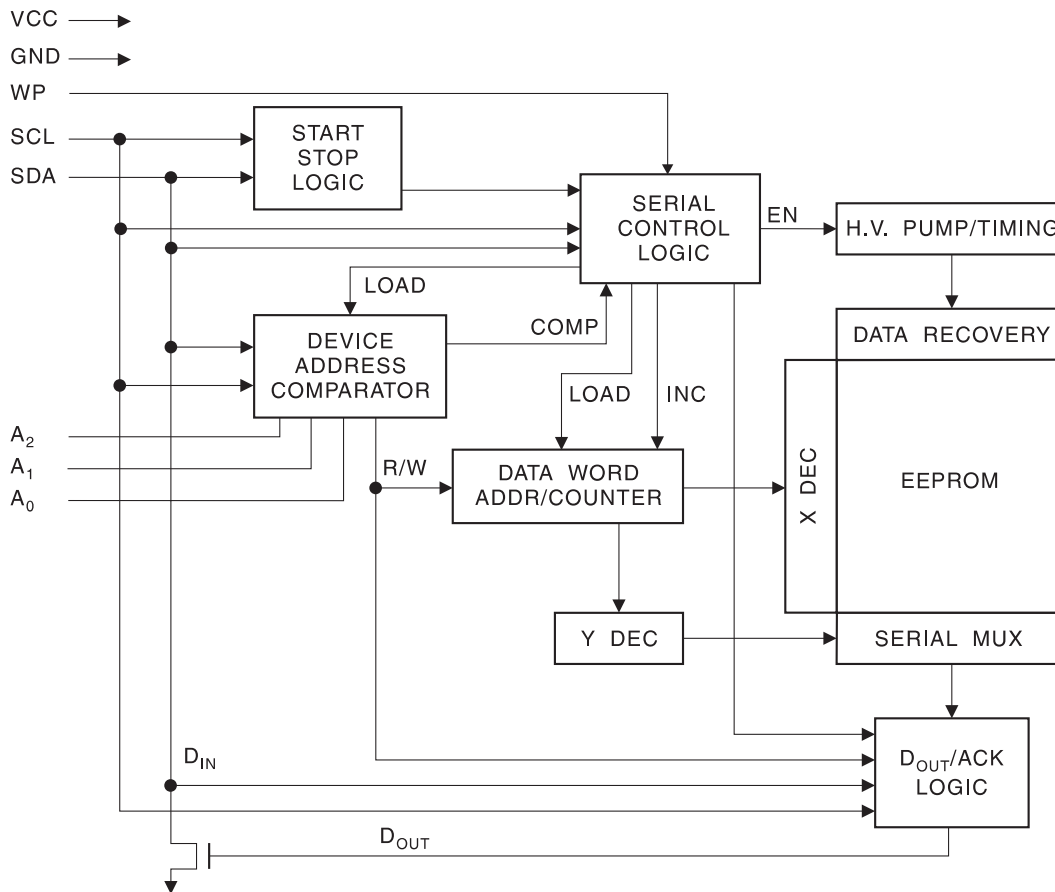 VCC
GND
WP
SCL
SDA
START
STOP
LOGIC
SERIAL
CONTROL
LOGIC
EN
H.V. PUMP/TIMING
LOAD
COMP
DEVICE
ADDRESS
COMPARATOR
DATA RECOVERY
LOAD
INC
A2
A1
A0
R/W
DATA WORD
ADDR/COUNTER
X DEC
EEPROM
Y DEC
SERIAL MUX
DIN
DOUT/ACK
LOGIC
DOUT